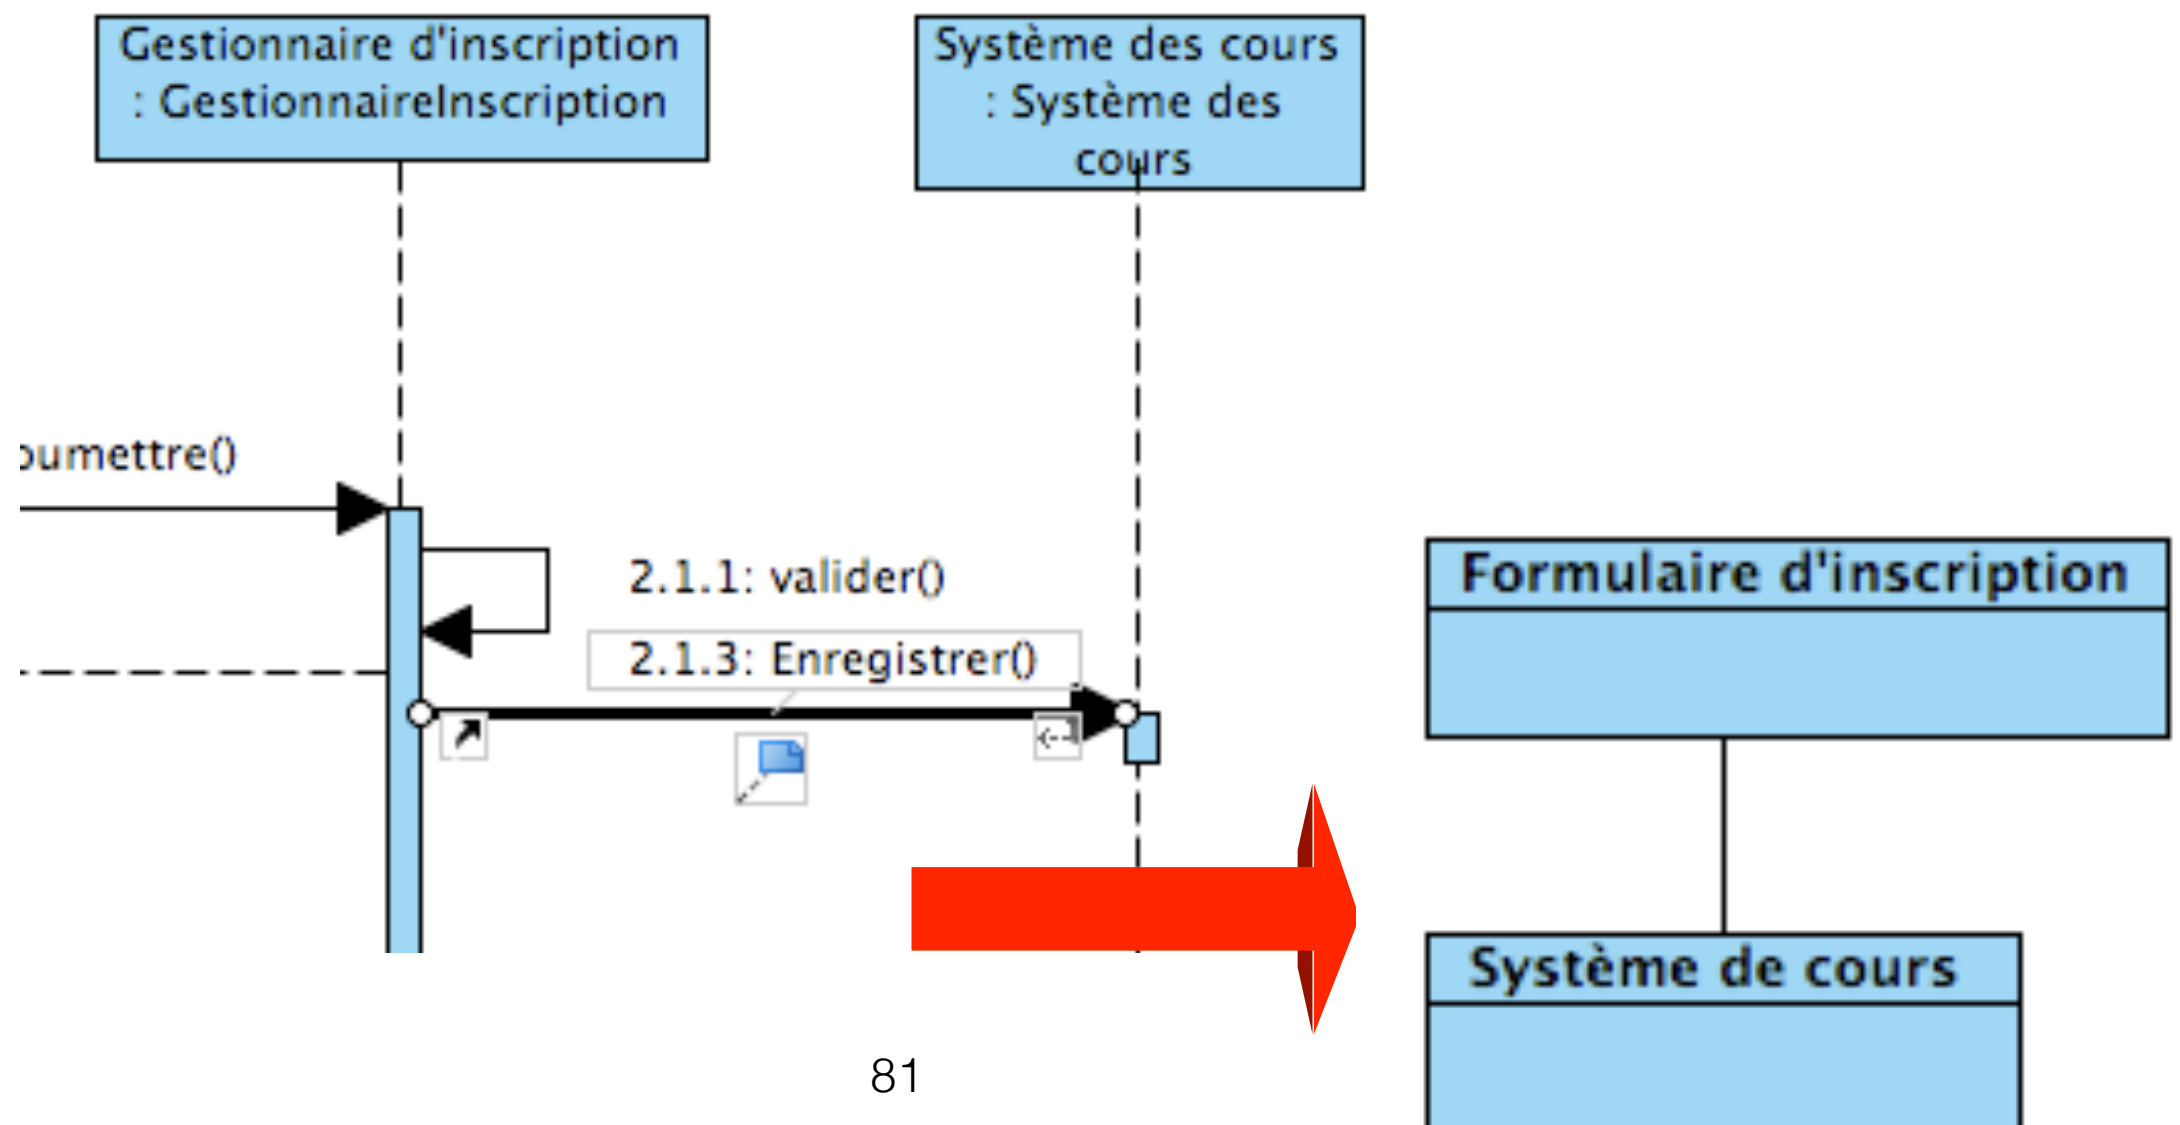 Gestionnaire d'inscription
: GestionnaireInscription
Système des cours
: Système des
cours
oumettre()
2.1.1: valider()
2.1.3: Enregistrer()
Formulaire d'inscription
Système de cours
81